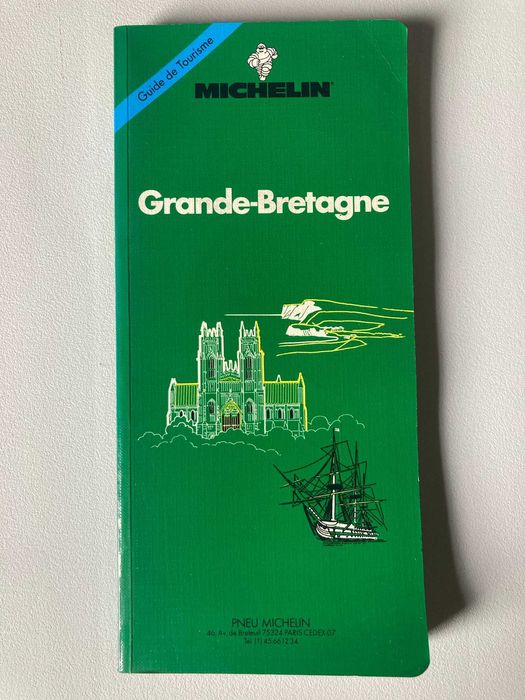 Guide de Tourisme
MICHELIN
Grande-Bretagne
PNEU MICHELIN
46, Av. de Breteuil 75324 PARIS CEDEX 07
Tél. (1) 45 66 12 34